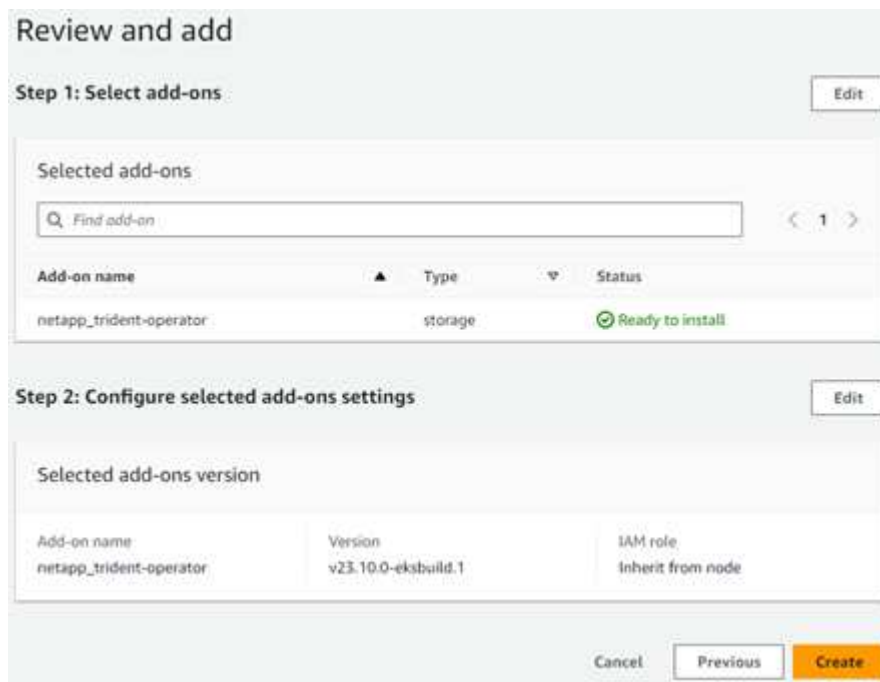 Review and add
Step 1: Select add-ons
Edit
Selected add-ons
Find add-on
1
Add-on name Type Status
netapp_trident-operator storage Ready to install
Step 2: Configure selected add-ons settings
Edit
Selected add-ons version
Add-on name Version IAM role
netapp_trident-operator v23.10.0-eksbuild.1 Inherit from node
Cancel Previous Create